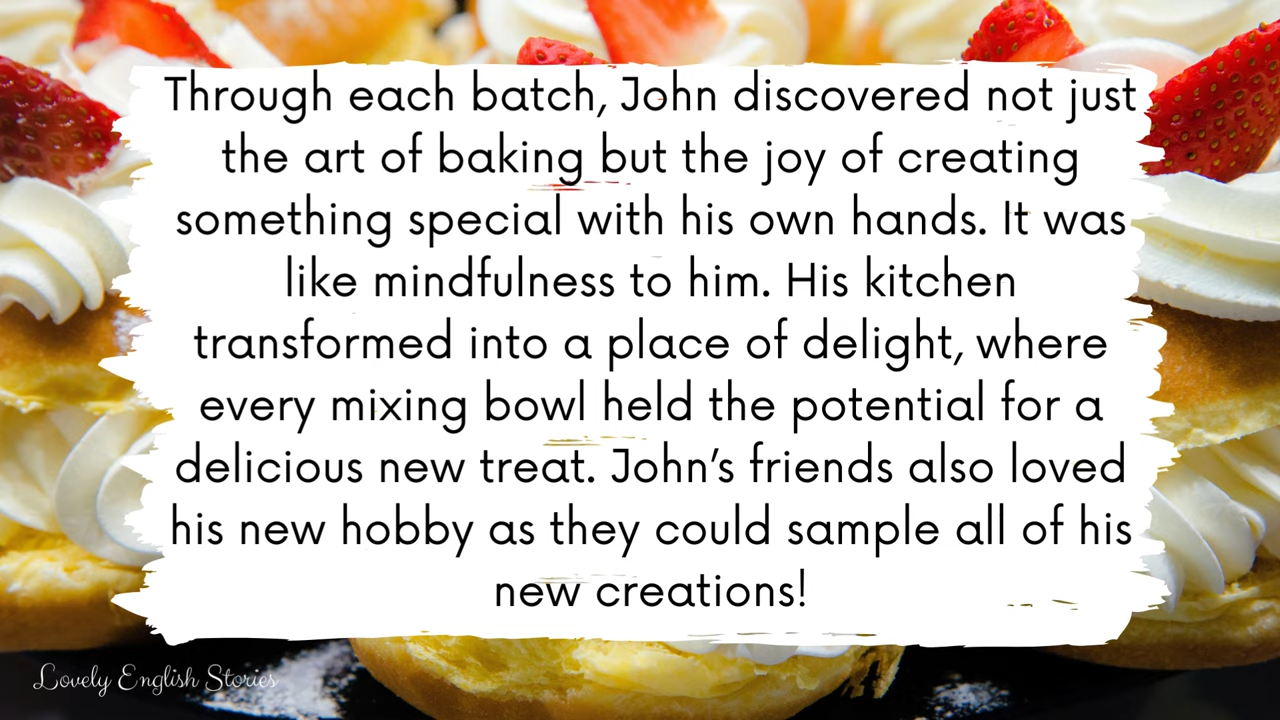 Through each batch, John discovered not just
the art of baking but the joy of creating
something special with his own hands. It was
like mindfulness to him. His kitchen
transformed into a place of delight, where
every mixing bowl held the potential for a
delicious new treat. John’s friends also loved
his new hobby as they could sample all of his
new creations!
Lovely English Stories